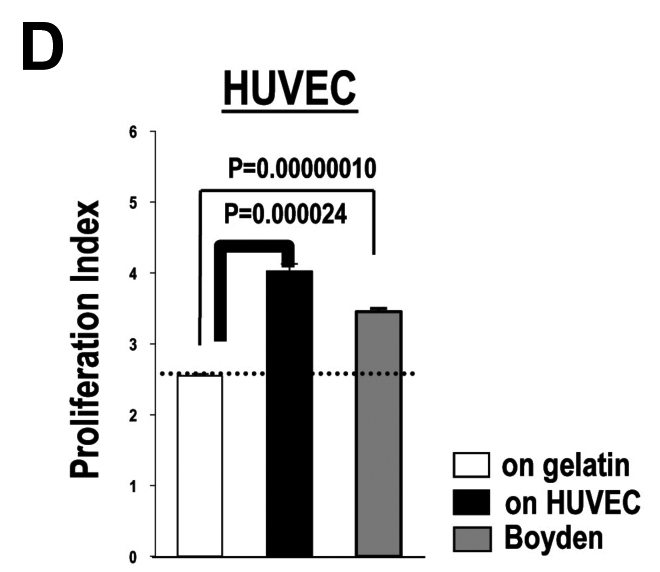 D
HUVEC
6
P=0.00000010
5
P=0.000024
4
3
2
1
0
Proliferation Index
on gelatin
on HUVEC
Boyden